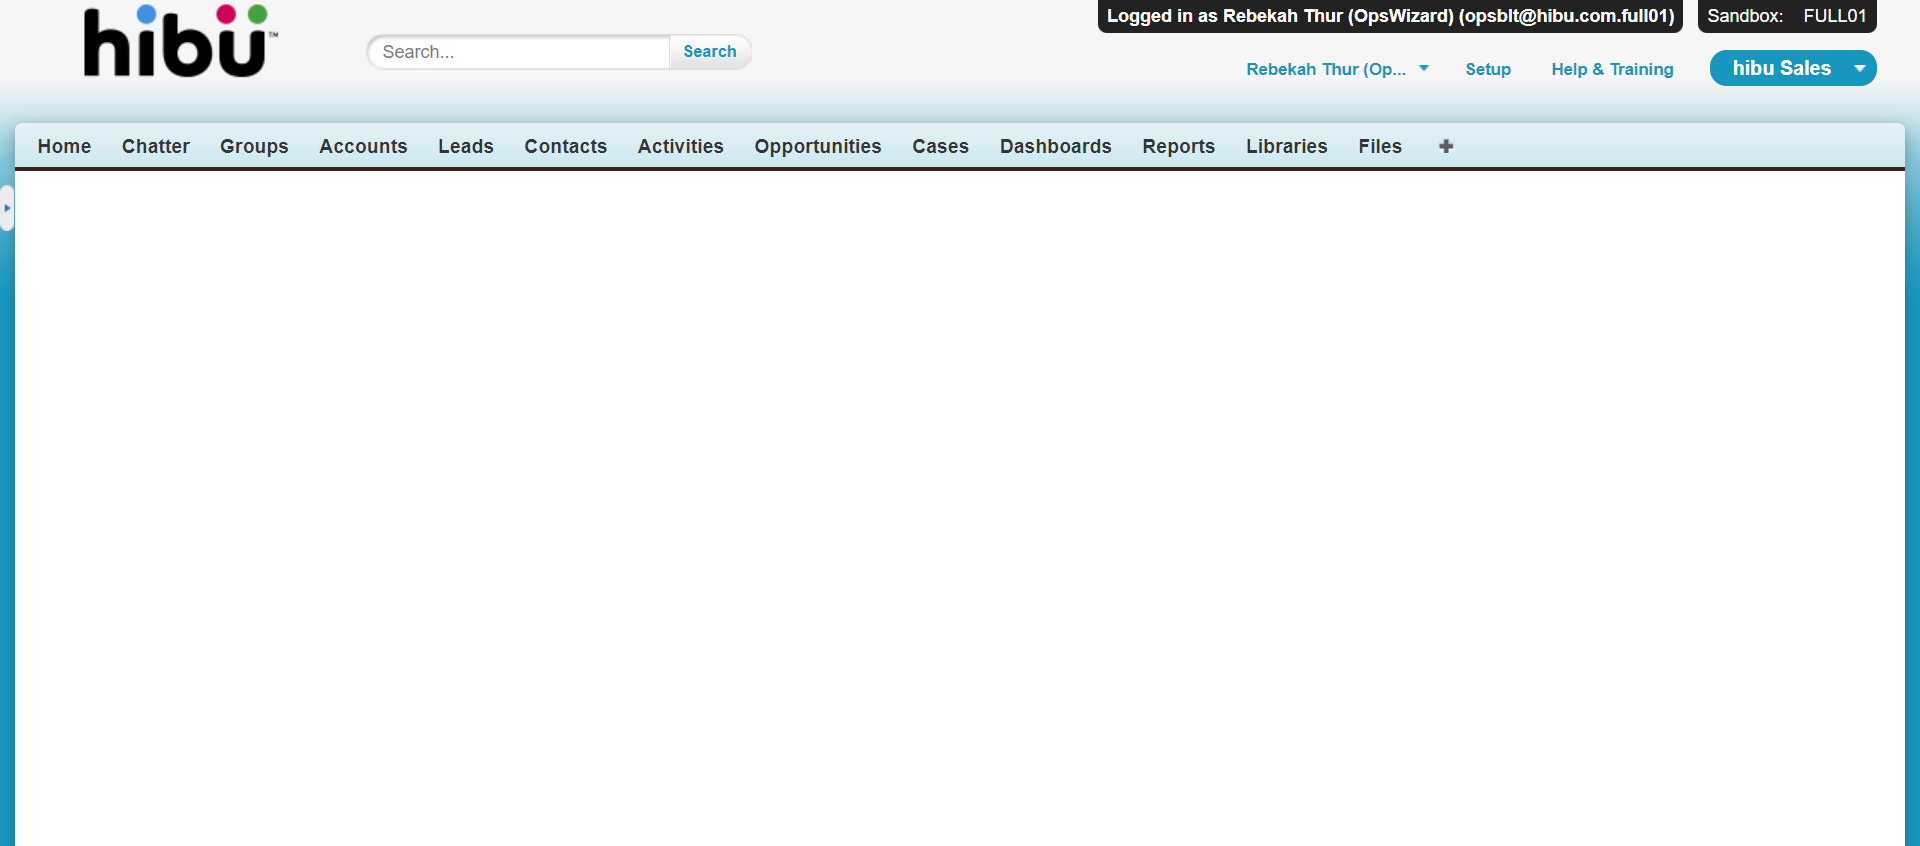 hibü™
Search...
Search
Logged in as Rebekah Thur (OpsWizard) (opsblt@hibu.com.full01)
Sandbox: FULL01
Rebekah Thur (Op...
Setup
Help & Training
hibu Sales
Home Chatter Groups Accounts Leads Contacts Activities Opportunities Cases Dashboards Reports Libraries Files